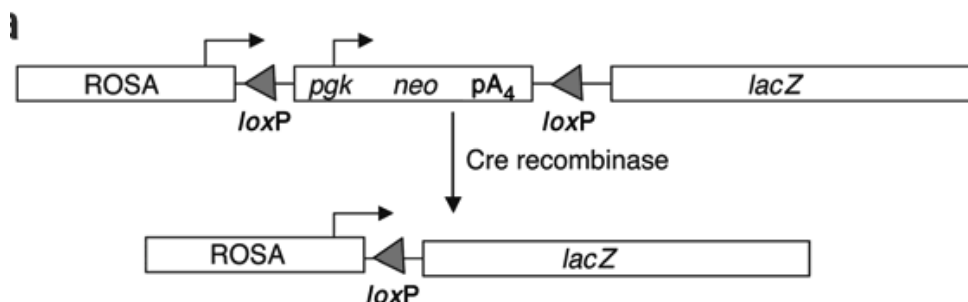 a
ROSA pgk neo pA4 lacZ
loxP loxP
Cre recombinase
ROSA lacZ
loxP